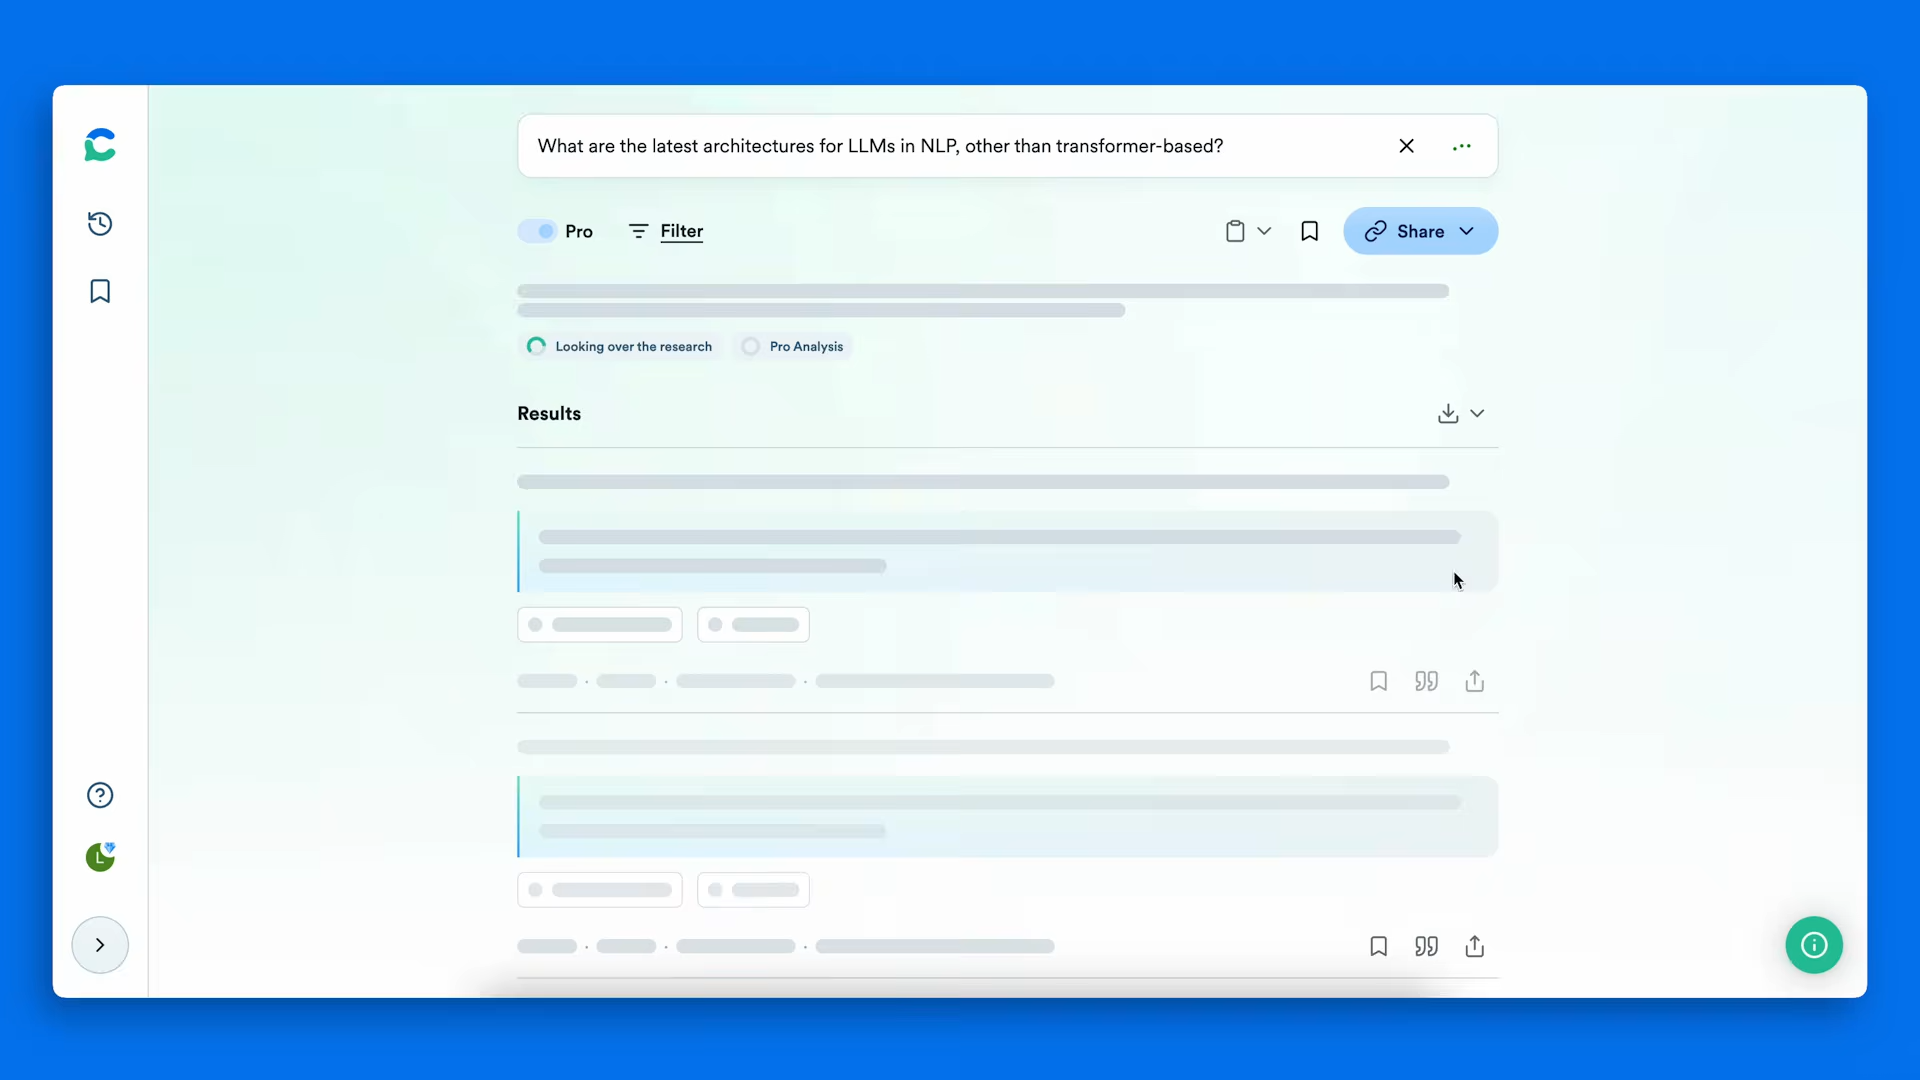 What are the latest architectures for LLMs in NLP, other than transformer-based?
Pro
Filter
Share
Looking over the research
Pro Analysis
Results
L